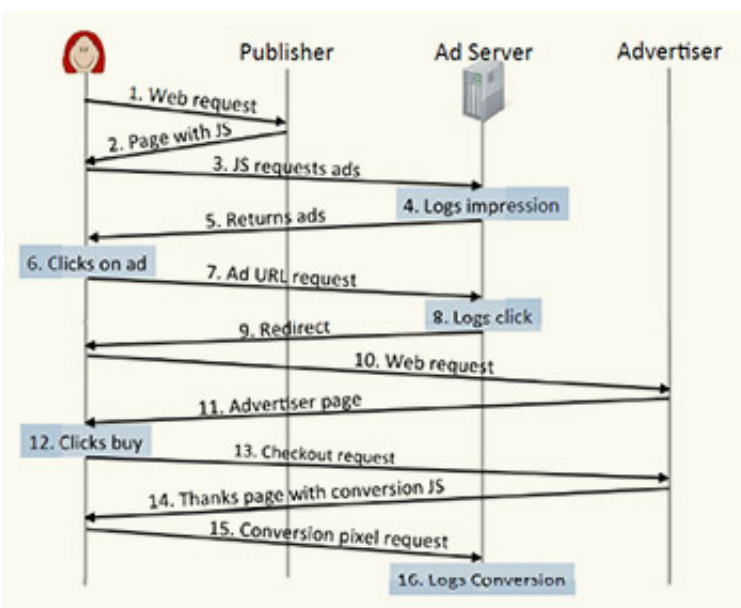 Publisher
Ad Server
Advertiser
1. Web request
2. Page with JS
3. JS requests ads
4. Logs impression
5. Returns ads
6. Clicks on ad
7. Ad URL request
8. Logs click
9. Redirect
10. Web request
11. Advertiser page
12. Clicks buy
13. Checkout request
14. Thanks page with conversion JS
15. Conversion pixel request
16. Logs Conversion